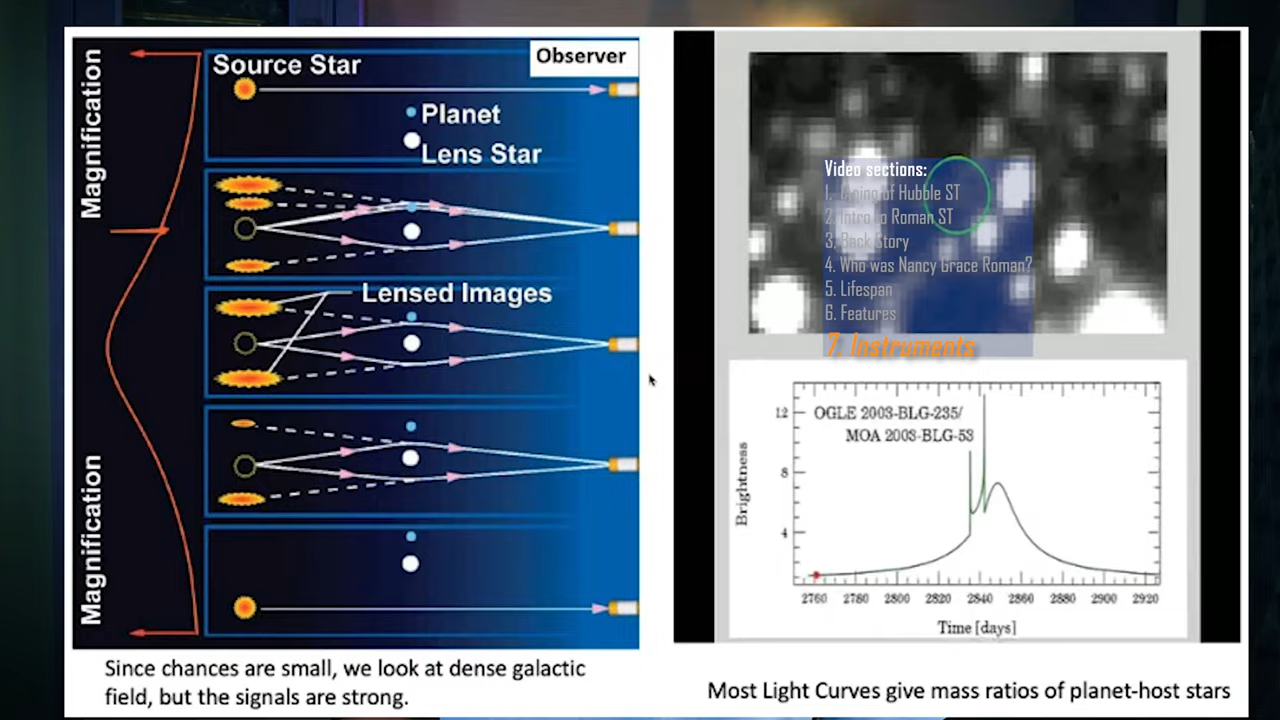 Magnification
Magnification
Source Star
Observer
Planet
Lens Star
Lensed Images
Since chances are small, we look at dense galactic
field, but the signals are strong.
Video sections:
1. of Hubble ST
2. Intro to Roman ST
3. Back Story
4. Who was Nancy Grace Roman?
5. Lifespan
6. Features
7. Instruments
OGLE 2003-BLG-235/
MOA 2003-BLG-53
Brightness
12
8
4
2760 2780 2800 2820 2840 2860 2880 2900 2920
Time [days]
Most Light Curves give mass ratios of planet-host stars